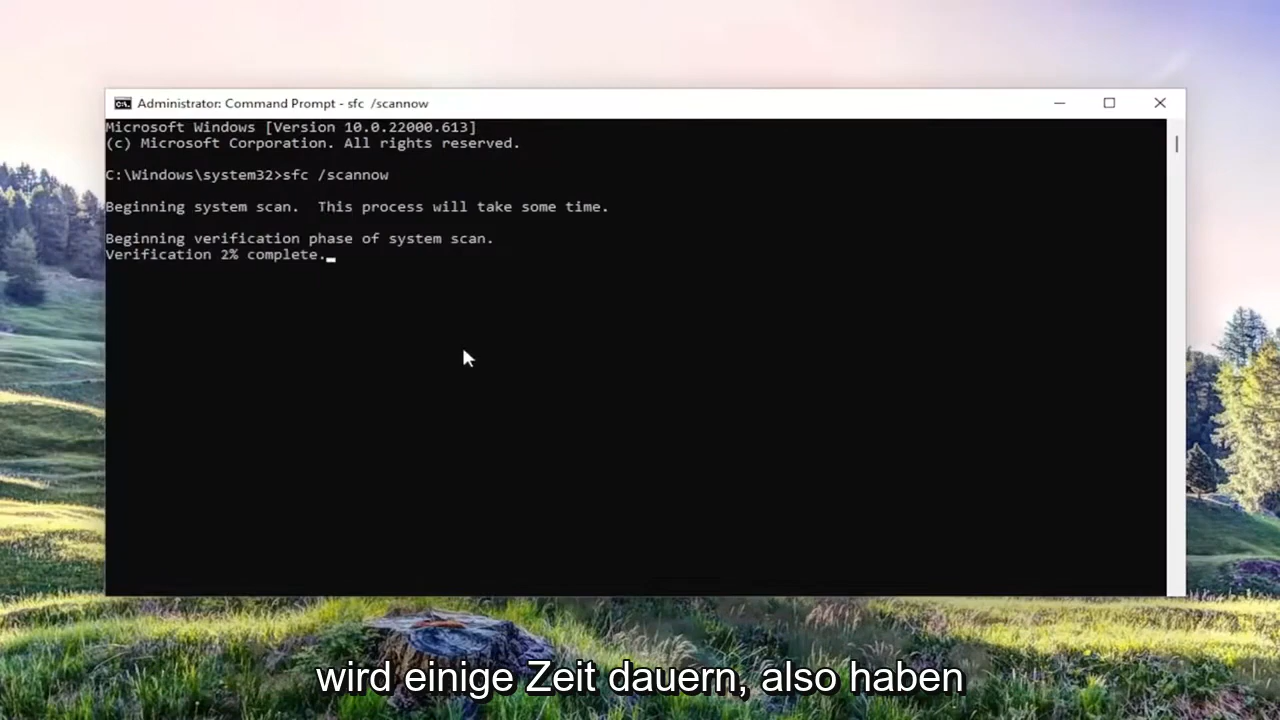 Administrator: Command Prompt - sfc  /scannow
Microsoft Windows [Version 10.0.22000.613]
(c) Microsoft Corporation. All rights reserved.
C:\Windows\system32>sfc /scannow
Beginning system scan.  This process will take some time.
Beginning verification phase of system scan.
Verification 2% complete.
wird einige Zeit dauern, also haben